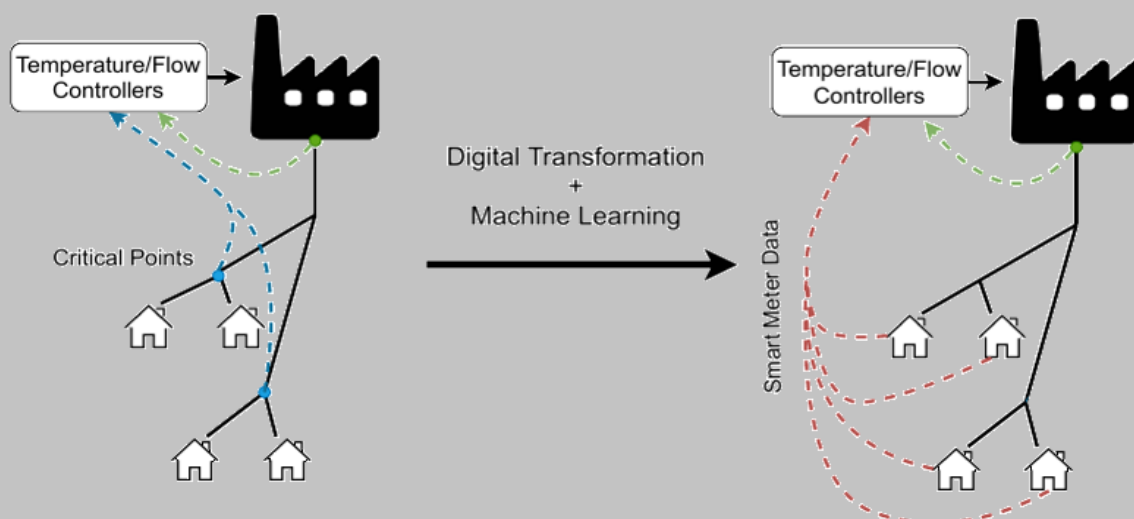 Temperature/Flow
Controllers
Critical Points
Digital Transformation
+
Machine Learning
Temperature/Flow
Controllers
Smart Meter Data